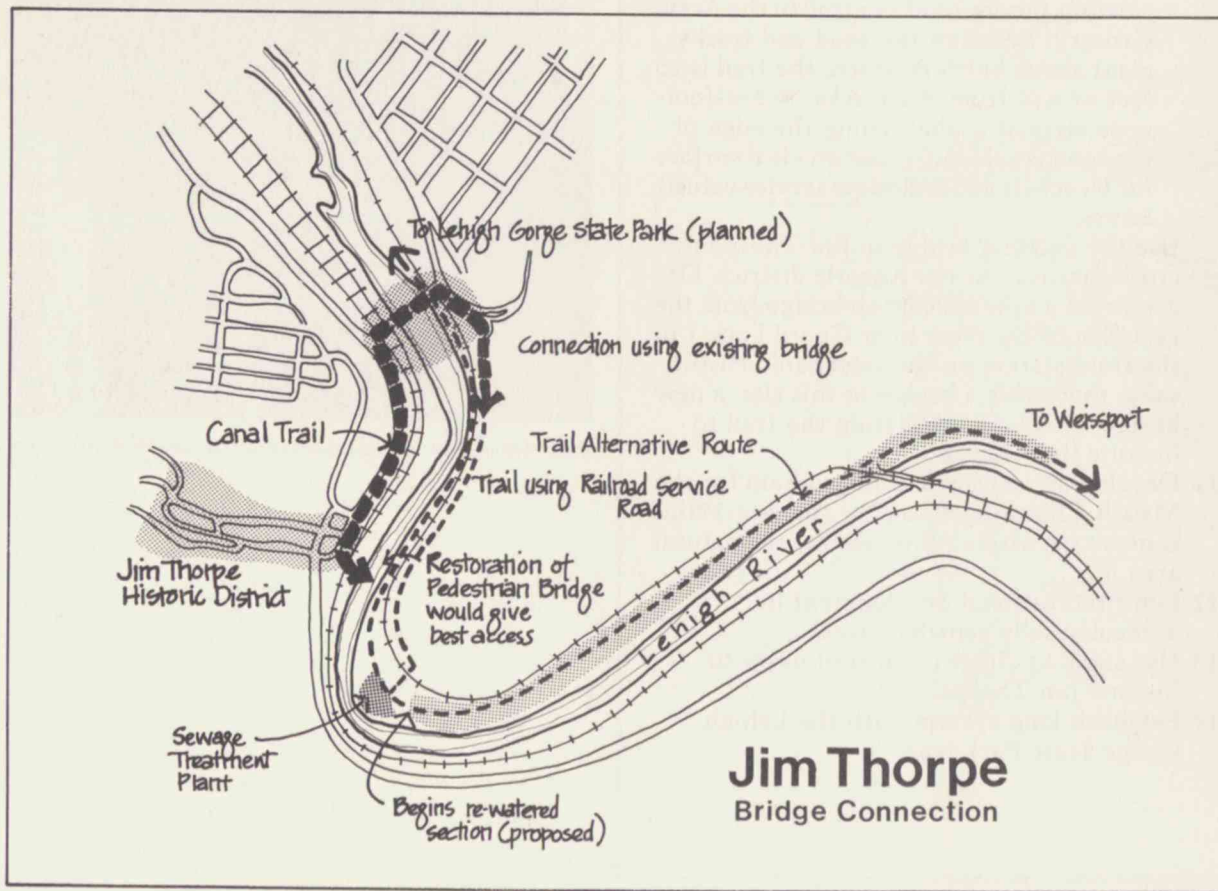 To Lehigh Gorge State Park (planned)
Connection using existing bridge
Canal Trail
Trail Alternative Route
To Weissport
Trail using Railroad Service
Road
Jim Thorpe
Historic District
Restoration of
Pedestrian Bridge
would give
best access
Lehigh River
Sewage
Treatment
Plant
Begins re-watered
section (proposed)
Jim Thorpe
Bridge Connection